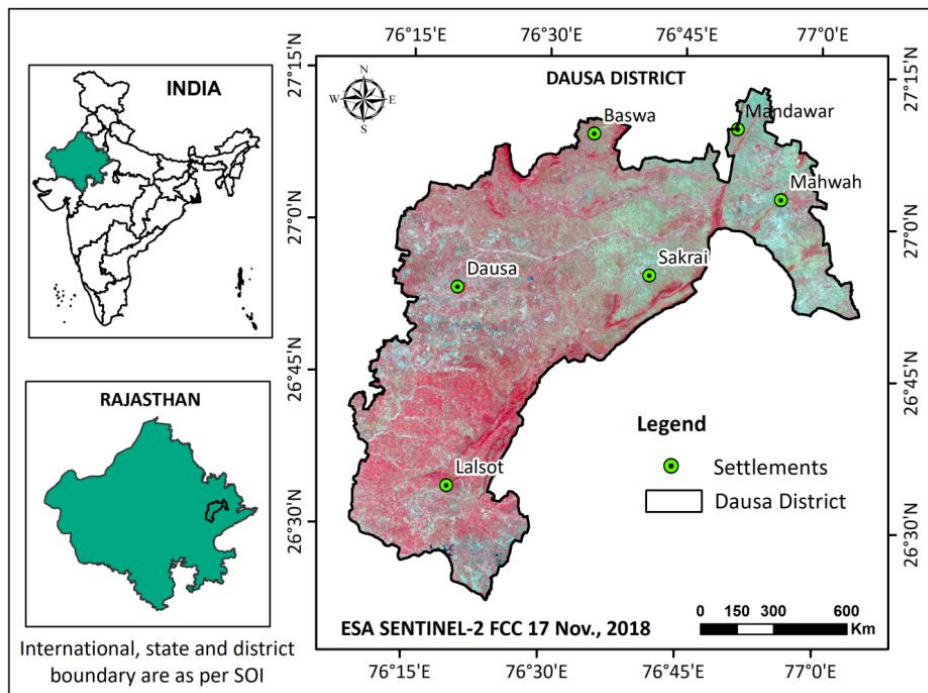 INDIA
RAJASTHAN
International, state and district
boundary are as per SOI
76°15'E 76°30'E 76°45'E 77°0'E
27°15'N
27°0'N
26°45'N
26°30'N
DAUSA DISTRICT
N
W E
S
Baswa
Mandawar
Mahwah
Dausa
Sakrai
Lalsot
27°15'N
27°0'N
26°45'N
26°30'N
Legend
Settlements
Dausa District
0 150 300 600
Km
ESA SENTINEL-2 FCC 17 Nov., 2018
76°15'E 76°30'E 76°45'E 77°0'E